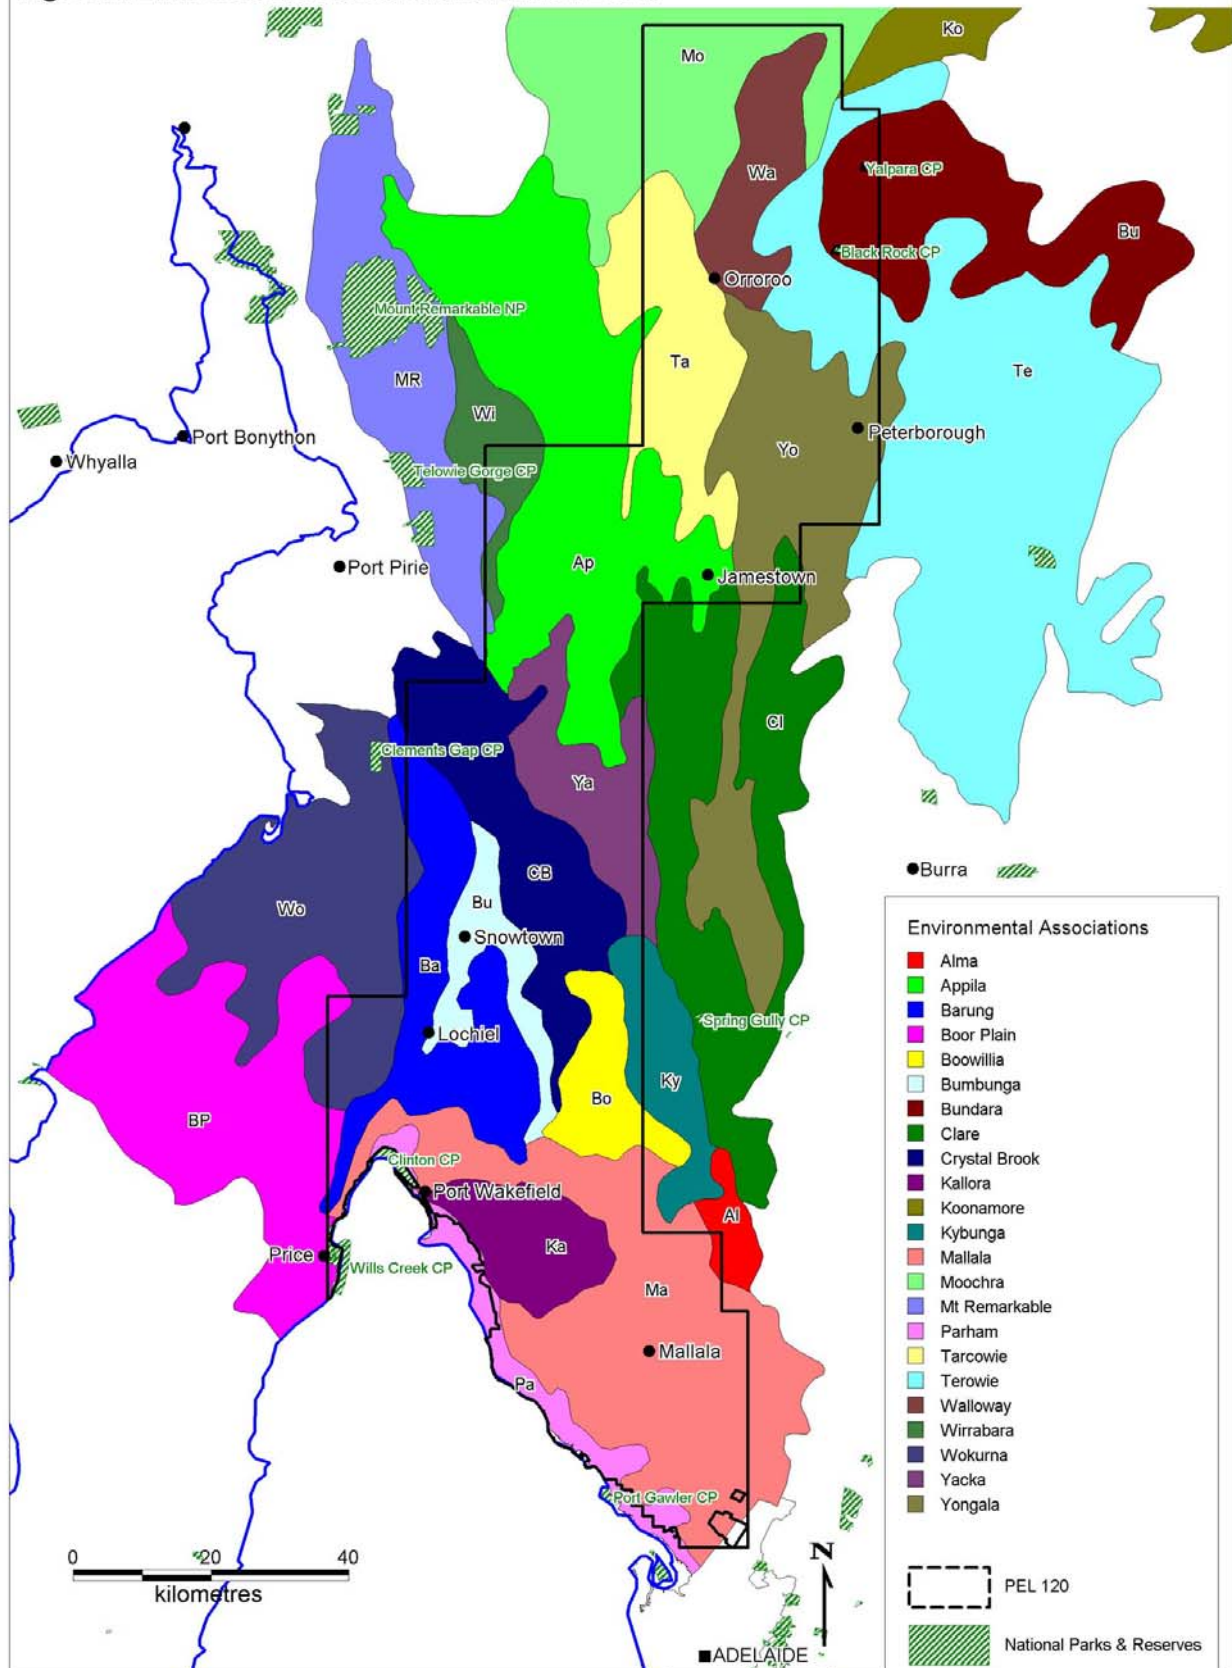 Ko
Mo
Wa
Yalpara CP
Bu
Black Rock CP
Orroroo
Mount Remarkable NP
Ta
Te
MR
Wi
Port Bonython
Peterborough
Yo
Whyalla
Telowie Gorge CP
Ap
Port Pirie
Jamestown
Cl
Clements Gap CP
Ya
Burra
CB
Bu
Wo
Snowtown
Ba
Spring Gully CP
Lochiel
Ky
Bo
BP
Clinton CP
Port Wakefield
Al
Ka
Price
Wills Creek CP
Ma
Mallala
Pa
Port Gawler CP
0 20 40
kilometres
N
ADELAIDE
Environmental Associations
Alma
Appila
Barung
Boor Plain
Boowillia
Bumbunga
Bundara
Clare
Crystal Brook
Kallora
Koonamore
Kybunga
Mallala
Moochra
Mt Remarkable
Parham
Tarcowie
Terowie
Walloway
Wirrabara
Wokurna
Yacka
Yongala
PEL 120
National Parks & Reserves